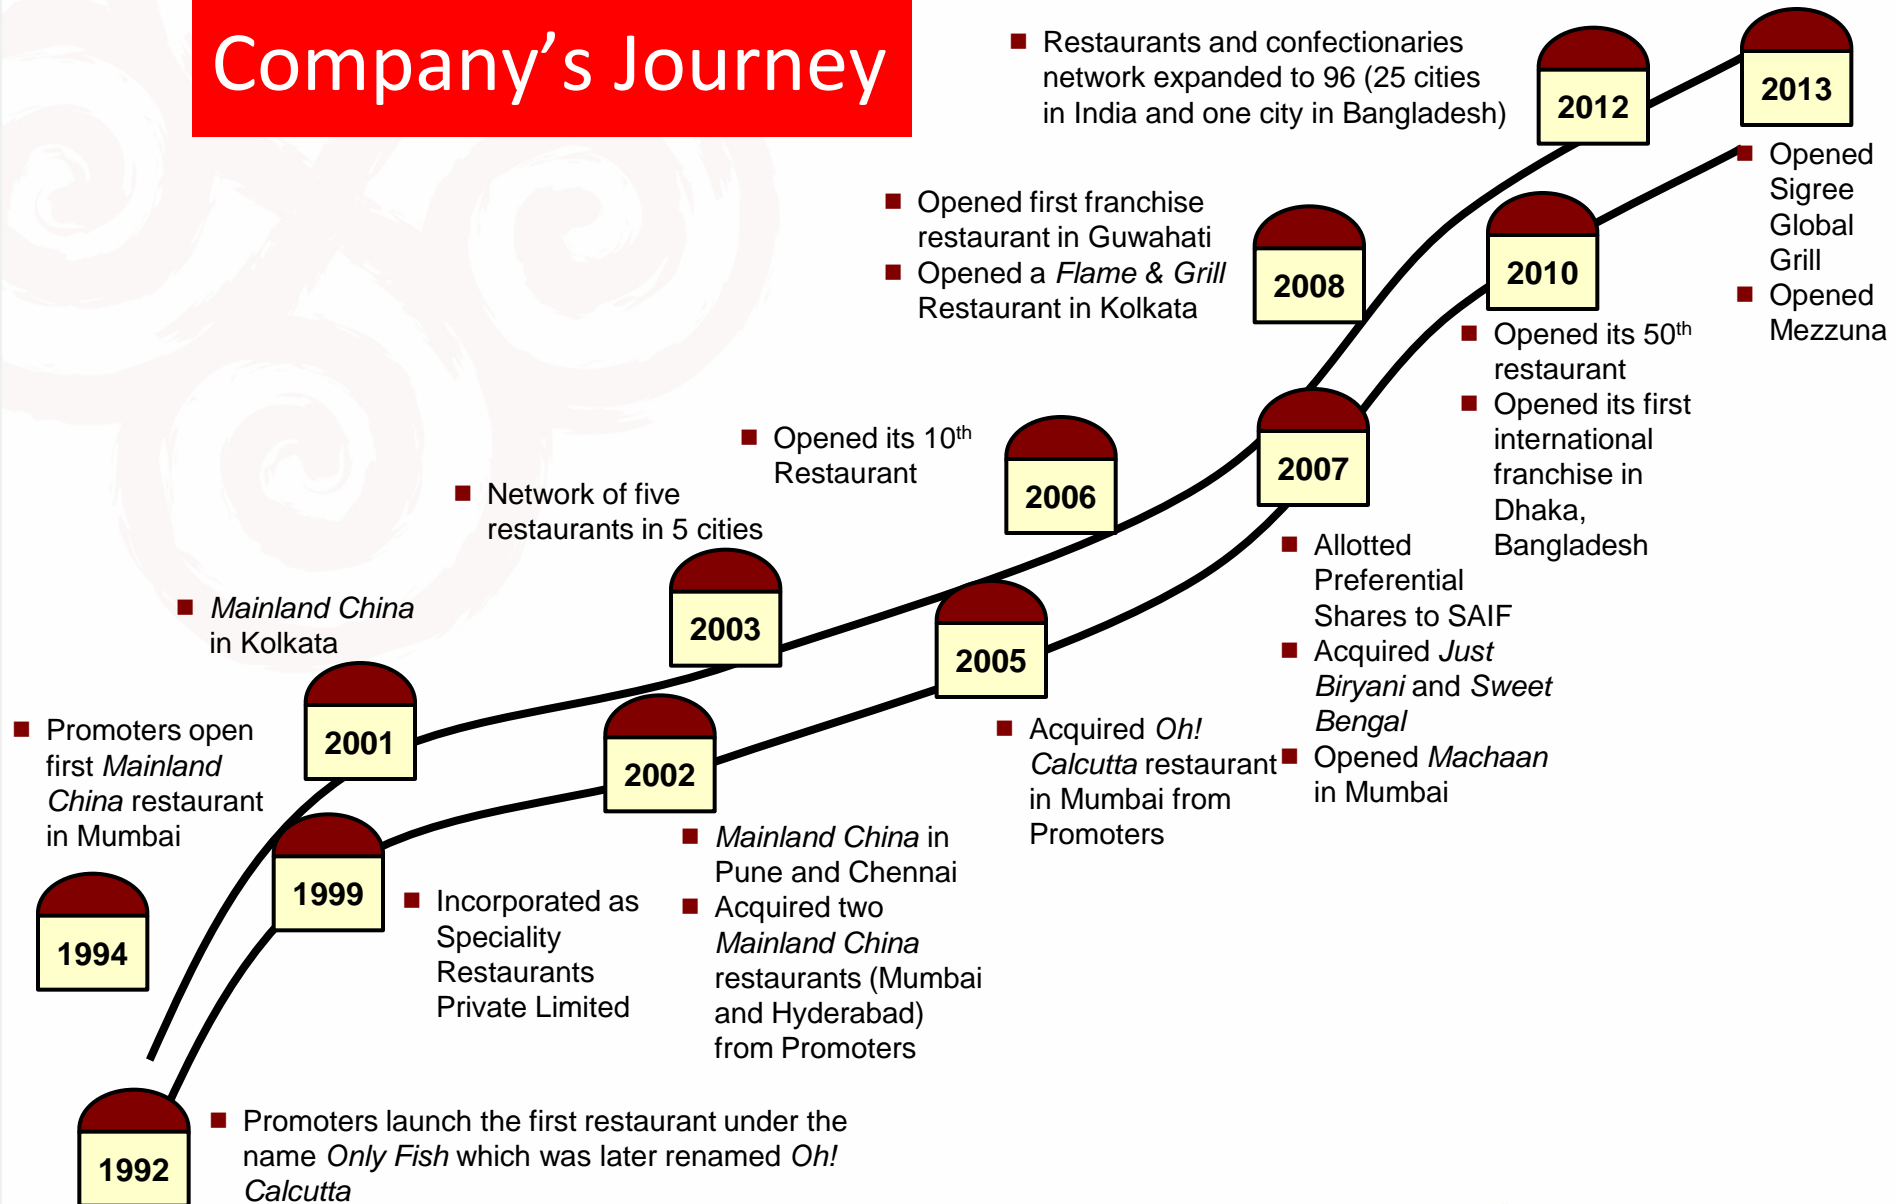 Company's Journey
Restaurants and confectionaries
network expanded to 96 (25 cities
in India and one city in Bangladesh)
2012
2013
Opened
Sigree
Global
Grill
Opened
Mezzuna
Opened first franchise
restaurant in Guwahati
Opened a Flame & Grill
Restaurant in Kolkata
2008
2010
Opened its 50th
restaurant
Opened its first
international
franchise in
Dhaka,
Bangladesh
Opened its 10th
Restaurant
2006
2007
Allotted
Preferential
Shares to SAIF
Acquired Just
Biryani and Sweet
Bengal
Opened Machaan
in Mumbai
Network of five
restaurants in 5 cities
2003
2005
Acquired Oh!
Calcutta restaurant
in Mumbai from
Promoters
Mainland China
in Kolkata
2001
2002
Mainland China in
Pune and Chennai
Acquired two
Mainland China
restaurants (Mumbai
and Hyderabad)
from Promoters
Promoters open
first Mainland
China restaurant
in Mumbai
1994
1999
Incorporated as
Speciality
Restaurants
Private Limited
1992
Promoters launch the first restaurant under the
name Only Fish which was later renamed Oh!
Calcutta